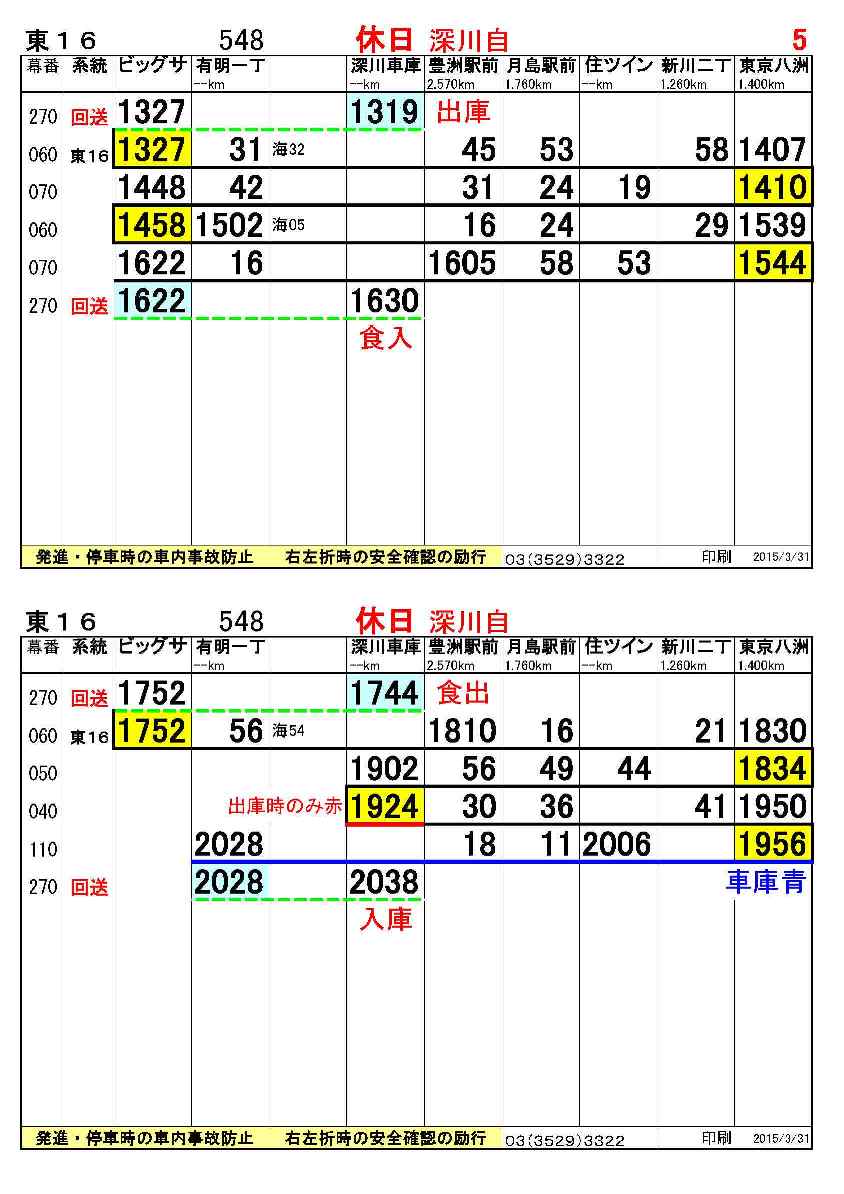 東１６ 548 休日 深川自 5
幕番 系統 ビッグサ 有明一丁 深川車庫 豊洲駅前 月島駅前 住ツイン 新川二丁 東京八洲
--km --km 2.570km 1.760km --km 1.260km 1.400km
270 回送 1327 1319 出庫
060 東16 1327 31 海32 45 53 58 1407
070 1448 42 31 24 19 1410
060 1458 1502 海05 16 24 29 1539
070 1622 16 1605 58 53 1544
270 回送 1622 1630
食入
発進・停車時の車内事故防止 右左折時の安全確認の励行 03(3529)3322 印刷 2015/3/31
東１６ 548 休日 深川自
幕番 系統 ビッグサ 有明一丁 深川車庫 豊洲駅前 月島駅前 住ツイン 新川二丁 東京八洲
--km --km 2.570km 1.760km --km 1.260km 1.400km
270 回送 1752 1744 食出
060 東16 1752 56 海54 1810 16 21 1830
050 1902 56 49 44 1834
040 出庫時のみ赤 1924 30 36 41 1950
110 2028 18 11 2006 1956
270 回送 2028 2038 車庫青
入庫
発進・停車時の車内事故防止 右左折時の安全確認の励行 03(3529)3322 印刷 2015/3/31